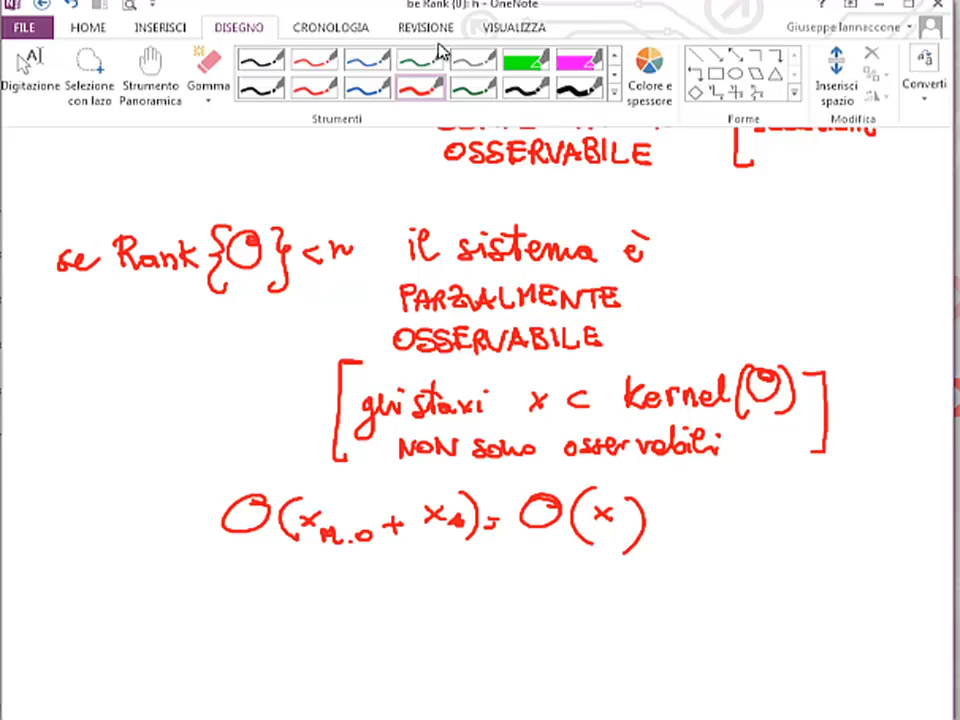 be Rank (U): h - OneNote
FILE HOME INSERISCI DISEGNO CRONOLOGIA REVISIONE VISUALIZZA Giuseppe Iannaccone
Digitazione Selezione con lazo Strumento Panoramica Gomma Colore e spessore Inserisci spazio Converti
Strumenti Forme Modifica
OSSERVABILE
se Rank{O} < n il sistema è
PARZIALMENTE
OSSERVABILE
[gli stati x ⊂ kernel(O)
NON sono osservabili]
O(x_{N.O} + x_1) = O(x)